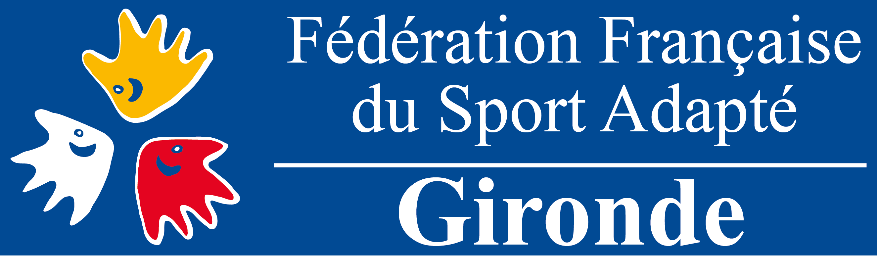 Fédération Française
du Sport Adapté
Gironde